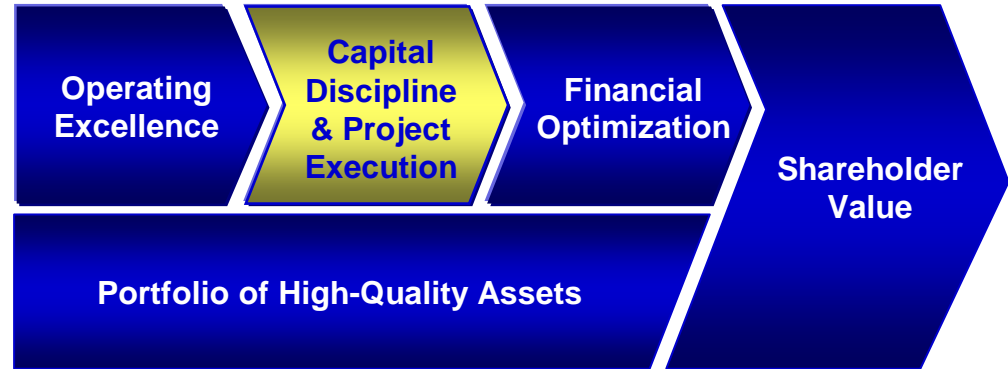 Operating
Excellence
Capital
Discipline
& Project
Execution
Financial
Optimization
Shareholder
Value
Portfolio of High-Quality Assets